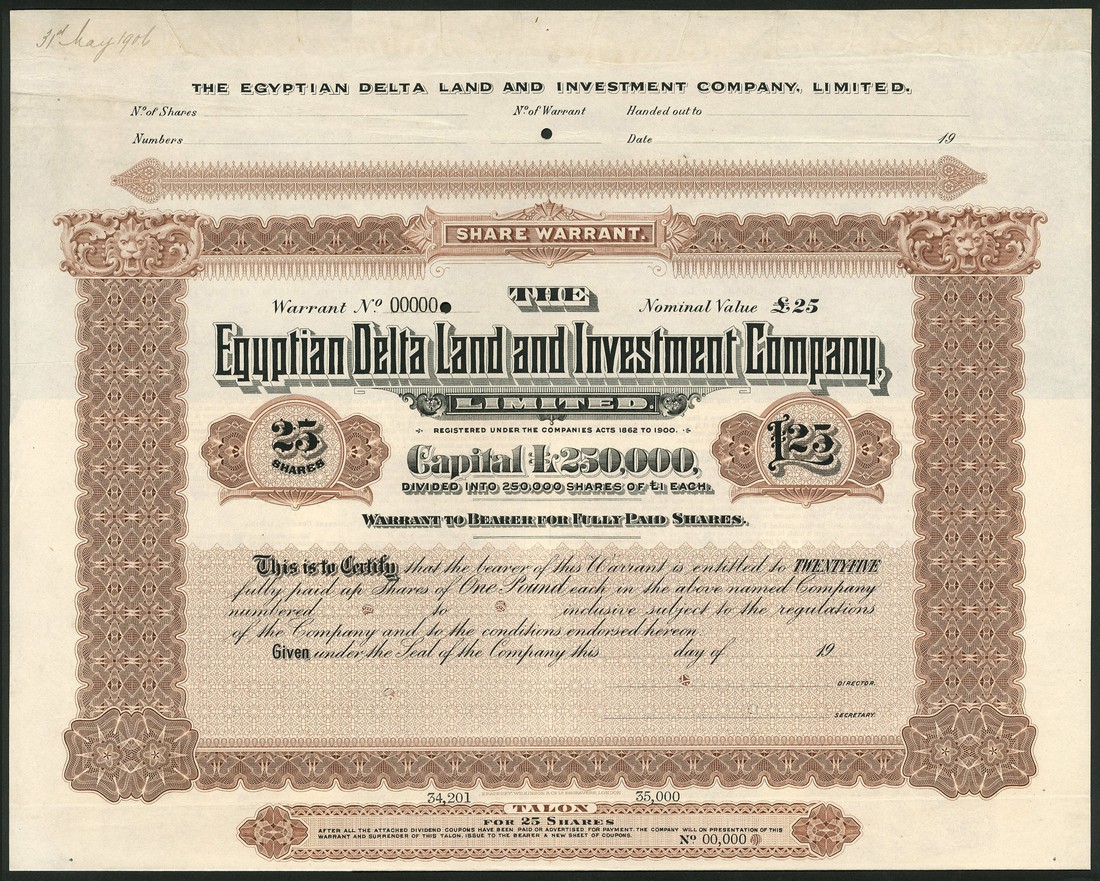 31st May 1906
THE EGYPTIAN DELTA LAND AND INVESTMENT COMPANY, LIMITED.
No. of Shares No. of Warrant Handed out to
Numbers Date 19
SHARE WARRANT.
Warrant No. 00000 THE Nominal Value £25
Egyptian Delta Land and Investment Company,
LIMITED.
REGISTERED UNDER THE COMPANIES ACTS 1862 TO 1900.
25 SHARES
£25
Capital £250,000,
DIVIDED INTO 250,000 SHARES OF £1 EACH.
WARRANT TO BEARER FOR FULLY PAID SHARES.
This is to Certify that the bearer of this Warrant is entitled to TWENTYFIVE
fully paid up Shares of One Pound each in the above named Company
numbered to inclusive subject to the regulations
of the Company and to the conditions endorsed hereon.
Given under the Seal of the Company this day of 19
DIRECTOR.
SECRETARY.
34,201 35,000
TALON
FOR 25 SHARES
AFTER ALL THE ATTACHED DIVIDEND COUPONS HAVE BEEN PAID OR ADVERTISED FOR PAYMENT. THE COMPANY WILL ON PRESENTATION OF THIS
WARRANT AND SURRENDER OF THIS TALON, ISSUE TO THE BEARER A NEW SHEET OF COUPONS.
No. 00,000